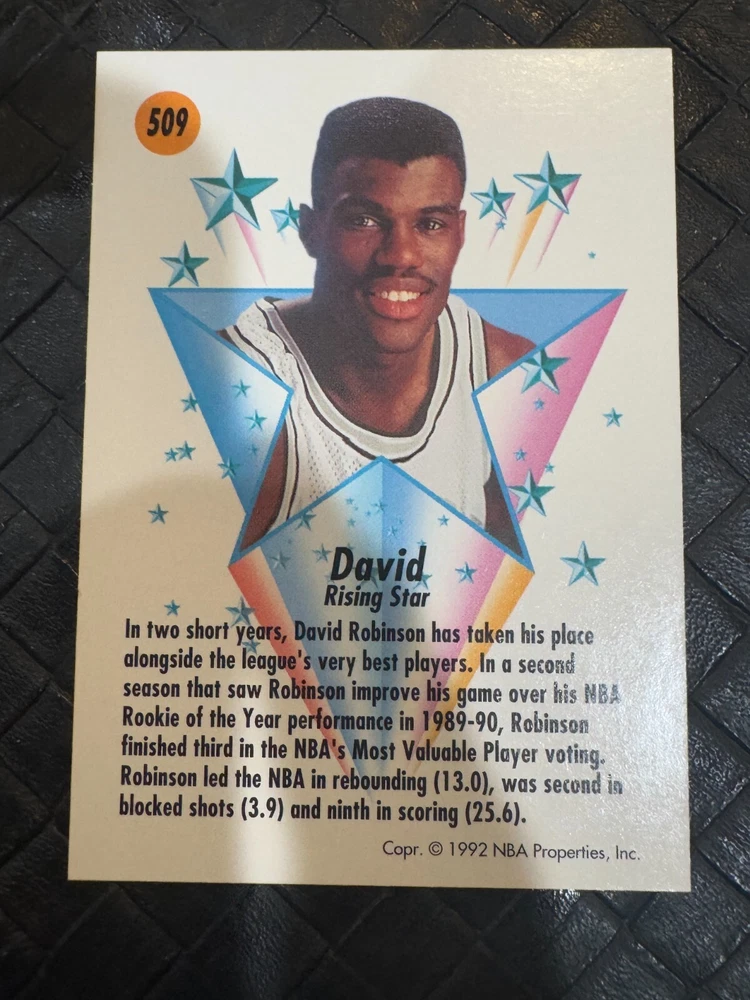 509
David
Rising Star
In two short years, David Robinson has taken his place
alongside the league's very best players. In a second
season that saw Robinson improve his game over his NBA
Rookie of the Year performance in 1989-90, Robinson
finished third in the NBA's Most Valuable Player voting.
Robinson led the NBA in rebounding (13.0), was second in
blocked shots (3.9) and ninth in scoring (25.6).
Copr. © 1992 NBA Properties, Inc.